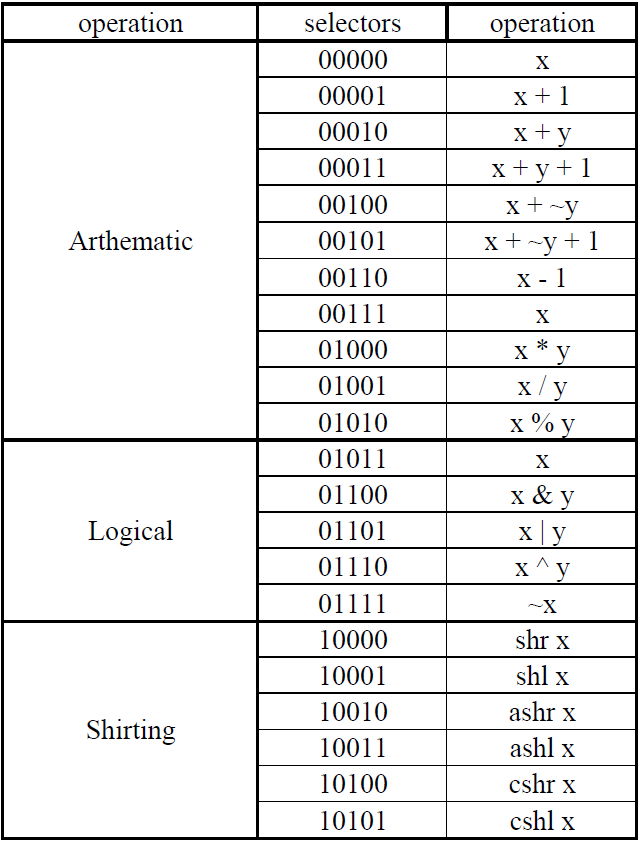 operation selectors operation
00000 x
00001 x + 1
00010 x + y
00011 x + y + 1
00100 x + ~y
Arthematic 00101 x + ~y + 1
00110 x - 1
00111 x
01000 x * y
01001 x / y
01010 x % y
01011 x
01100 x & y
Logical 01101 x | y
01110 x ^ y
01111 ~x
10000 shr x
10001 shl x
Shirting 10010 ashr x
10011 ashl x
10100 cshr x
10101 cshl x